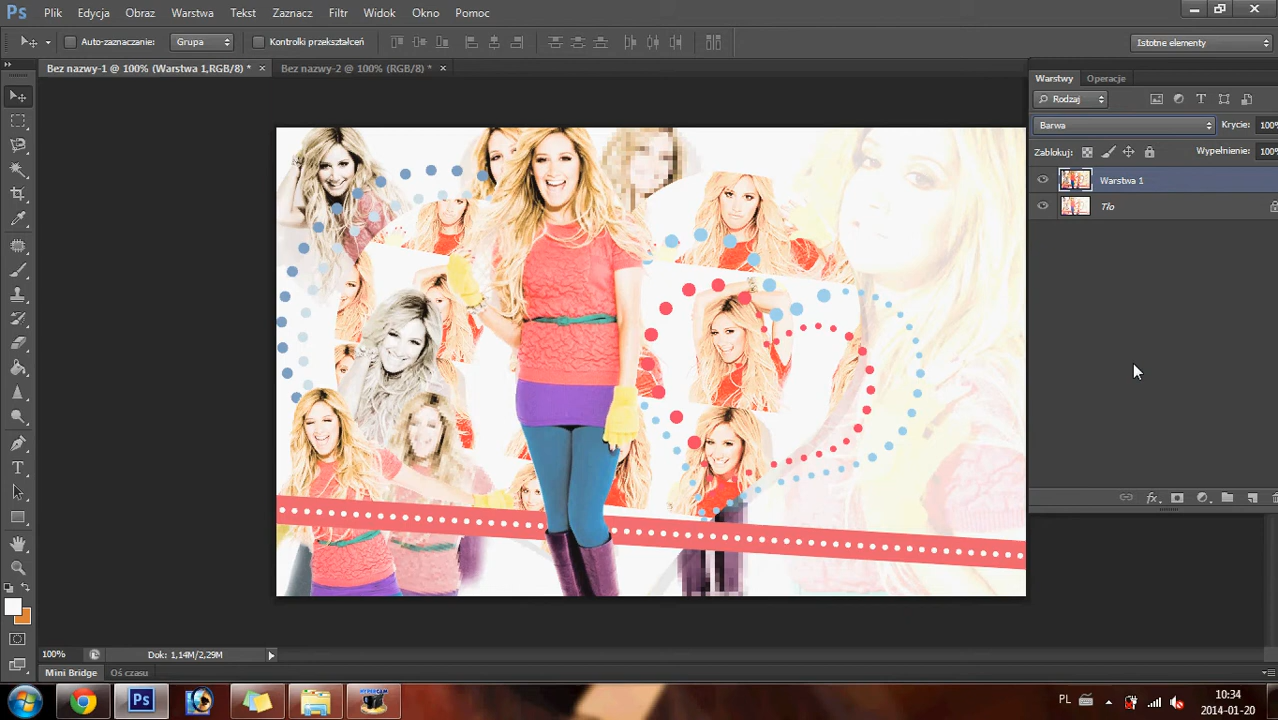 Ps Plik Edycja Obraz Warstwa Tekst Zaznacz Filtr Widok Okno Pomoc
Auto-zaznaczanie: Grupa Kontrolki przekształceń Istotne elementy
Bez nazwy-1 @ 100% (Warstwa 1,RGB/8) * Bez nazwy-2 @ 100% (RGB/8) *
Warstwy Operacje
Rodzaj
Barwa Krycie: 100%
Zablokuj: Wypełnienie: 100%
Warstwa 1
Tło
100% Dok: 1,14M/2,29M
Mini Bridge Oś czasu
Ps HYPERCAM PL 10:34
2014-01-20